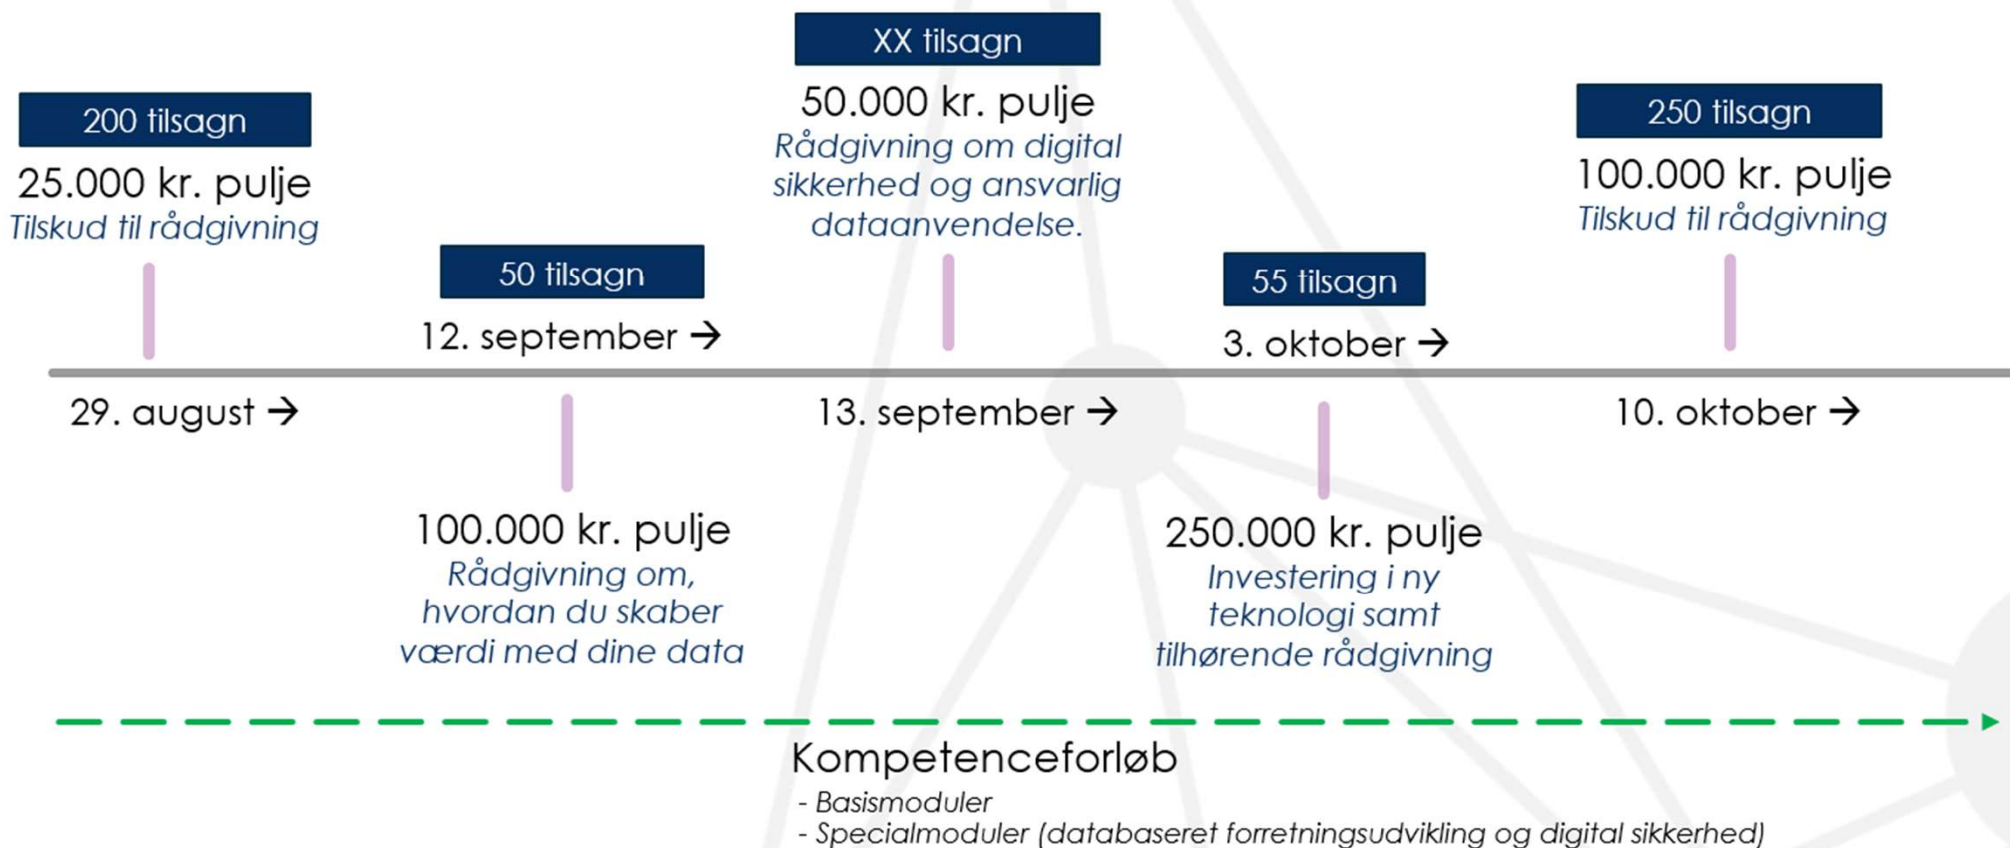 200 tilsagn
25.000 kr. pulje
Tilskud til rådgivning
29. august →
50 tilsagn
12. september →
100.000 kr. pulje
Rådgivning om,
hvordan du skaber
værdi med dine data
XX tilsagn
50.000 kr. pulje
Rådgivning om digital
sikkerhed og ansvarlig
dataanvendelse.
13. september →
55 tilsagn
3. oktober →
250.000 kr. pulje
Investering i ny
teknologi samt
tilhørende rådgivning
250 tilsagn
100.000 kr. pulje
Tilskud til rådgivning
10. oktober →
Kompetenceforløb
- Basismoduler
- Specialmoduler (databaseret forretningsudvikling og digital sikkerhed)